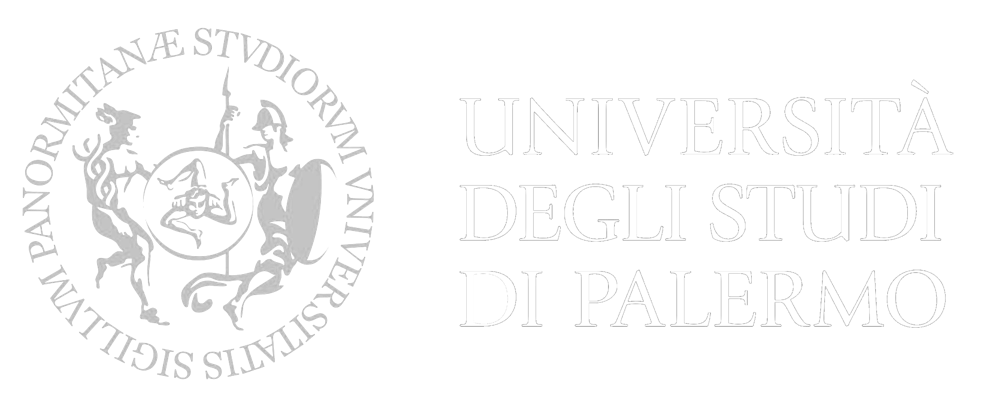 SIGILLVM PANORMITANÆ STVDIORVM VNIVERSITATIS
UNIVERSITÀ
DEGLI STUDI
DI PALERMO